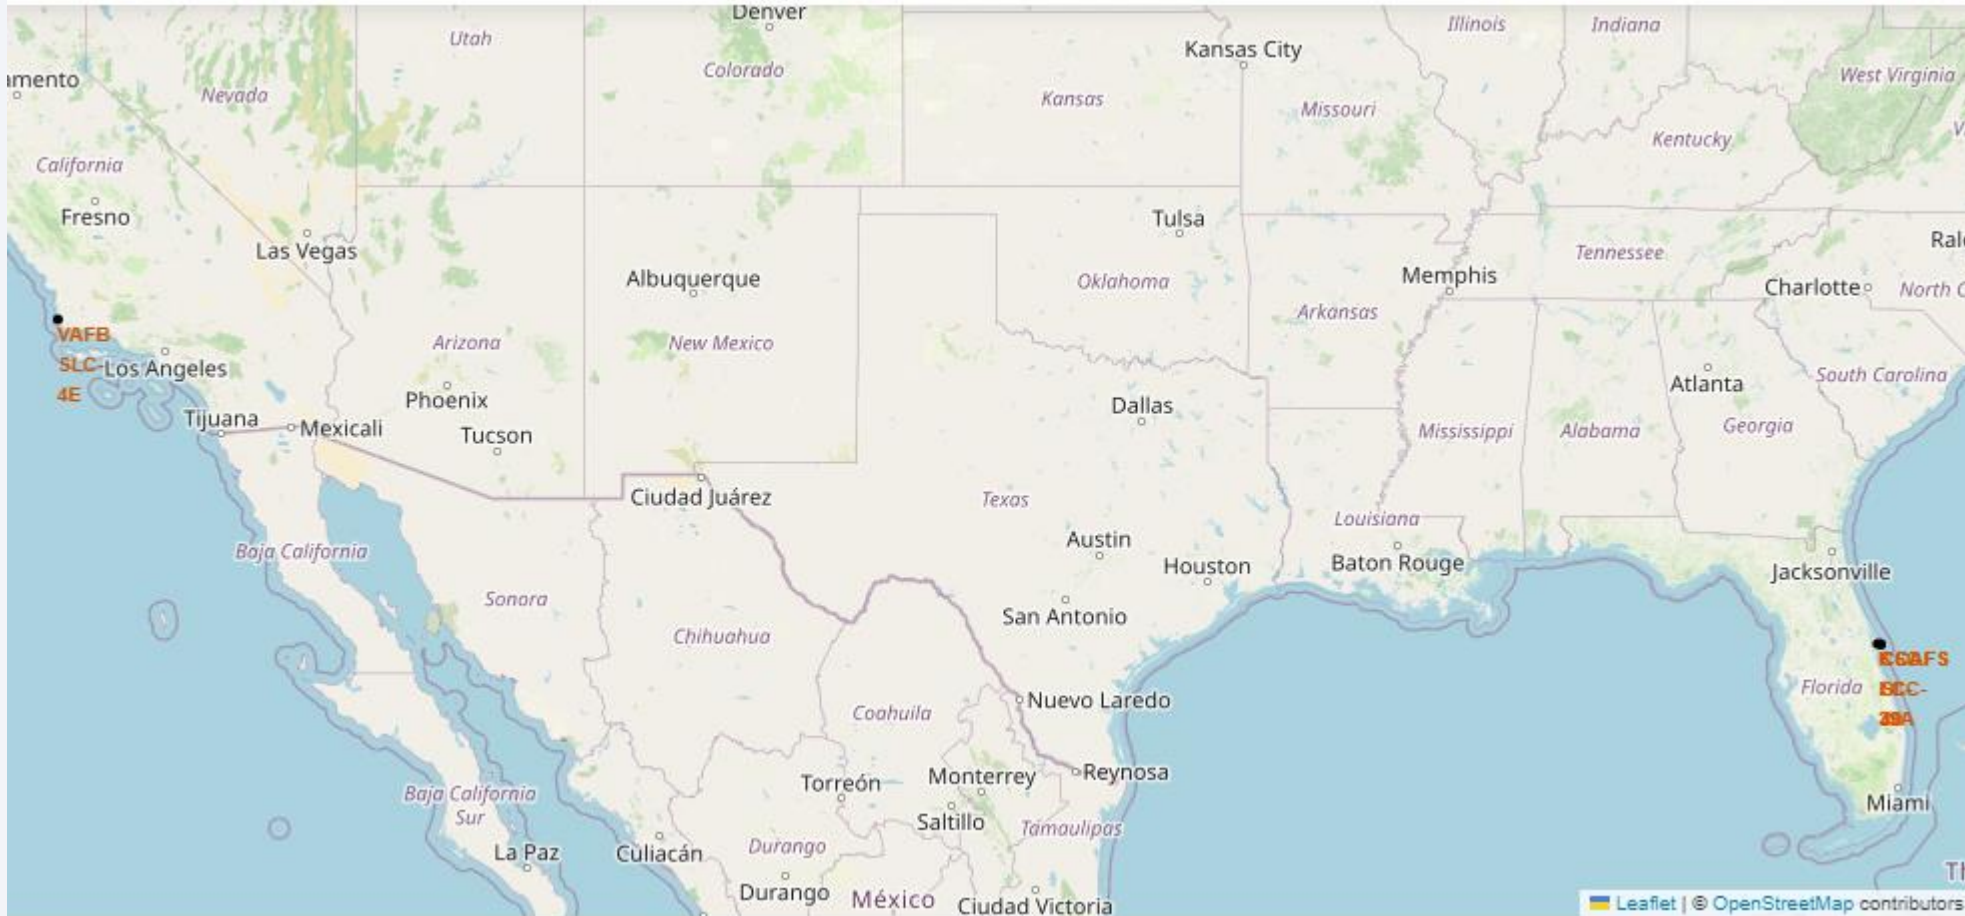 Denver
Utah
Illinois
Indiana
Kansas City
Colorado
West Virginia
amento
Nevada
Kansas
Missouri
Kentucky
V
California
Fresno
Tulsa
Las Vegas
Ral
Tennessee
Albuquerque
Oklahoma
Memphis
Charlotte
North C
Arkansas
VAFB
SLC-
4E
Arizona
New Mexico
Los Angeles
South Carolina
Atlanta
Phoenix
Dallas
Tijuana
Mexicali
Tucson
Mississippi
Alabama
Georgia
Ciudad Juárez
Texas
Louisiana
Austin
Baja California
Houston
Baton Rouge
Jacksonville
Sonora
San Antonio
Chihuahua
Florida
Nuevo Laredo
Coahuila
Torreón
Monterrey
Reynosa
Baja California
Sur
Miami
Saltillo
Tamaulipas
La Paz
Culiacán
Durango
Durango
México
Ciudad Victoria
Th
Leaflet | © OpenStreetMap contributors